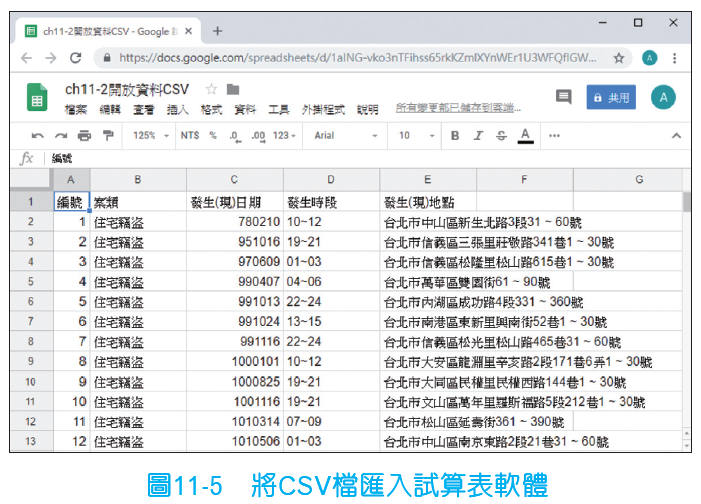 ch11-2開放資料CSV - Google
https://docs.google.com/spreadsheets/d/1aING-vko3nTFihss65rkKZmIXYnWEr1U3WFQfIGW...
A
ch11-2開放資料CSV
檔案 編輯 查看 插入 格式 資料 工具 外掛程式 說明 所有變更都已儲存到雲端...
共用
A
125% NT$ % .0 .00 123 Arial 10 B I S A ...
fx 編號
A B C D E F G
1 編號 案類 發生(現)日期 發生時段 發生(現)地點
2 1 住宅竊盜 780210 10~12 台北市中山區新生北路3段31 ~ 60號
3 2 住宅竊盜 951016 19~21 台北市信義區三張里莊敬路341巷1 ~ 30號
4 3 住宅竊盜 970609 01~03 台北市信義區松隆里松山路615巷1 ~ 30號
5 4 住宅竊盜 990407 04~06 台北市萬華區雙園街61 ~ 90號
6 5 住宅竊盜 991013 22~24 台北市內湖區成功路4段331 ~ 360號
7 6 住宅竊盜 991024 13~15 台北市南港區東新里興南街52巷1 ~ 30號
8 7 住宅竊盜 991116 22~24 台北市信義區松光里松山路465巷31 ~ 60號
9 8 住宅竊盜 1000101 10~12 台北市大安區龍淵里辛亥路2段171巷6弄1 ~ 30號
10 9 住宅竊盜 1000825 19~21 台北市大同區民權里民權西路144巷1 ~ 30號
11 10 住宅竊盜 1001116 19~21 台北市文山區萬年里羅斯福路5段212巷1 ~ 30號
12 11 住宅竊盜 1010314 07~09 台北市松山區延壽街361 ~ 390號
13 12 住宅竊盜 1010506 01~03 台北市中山區南京東路2段21巷31 ~ 60號
圖11-5 將CSV檔匯入試算表軟體